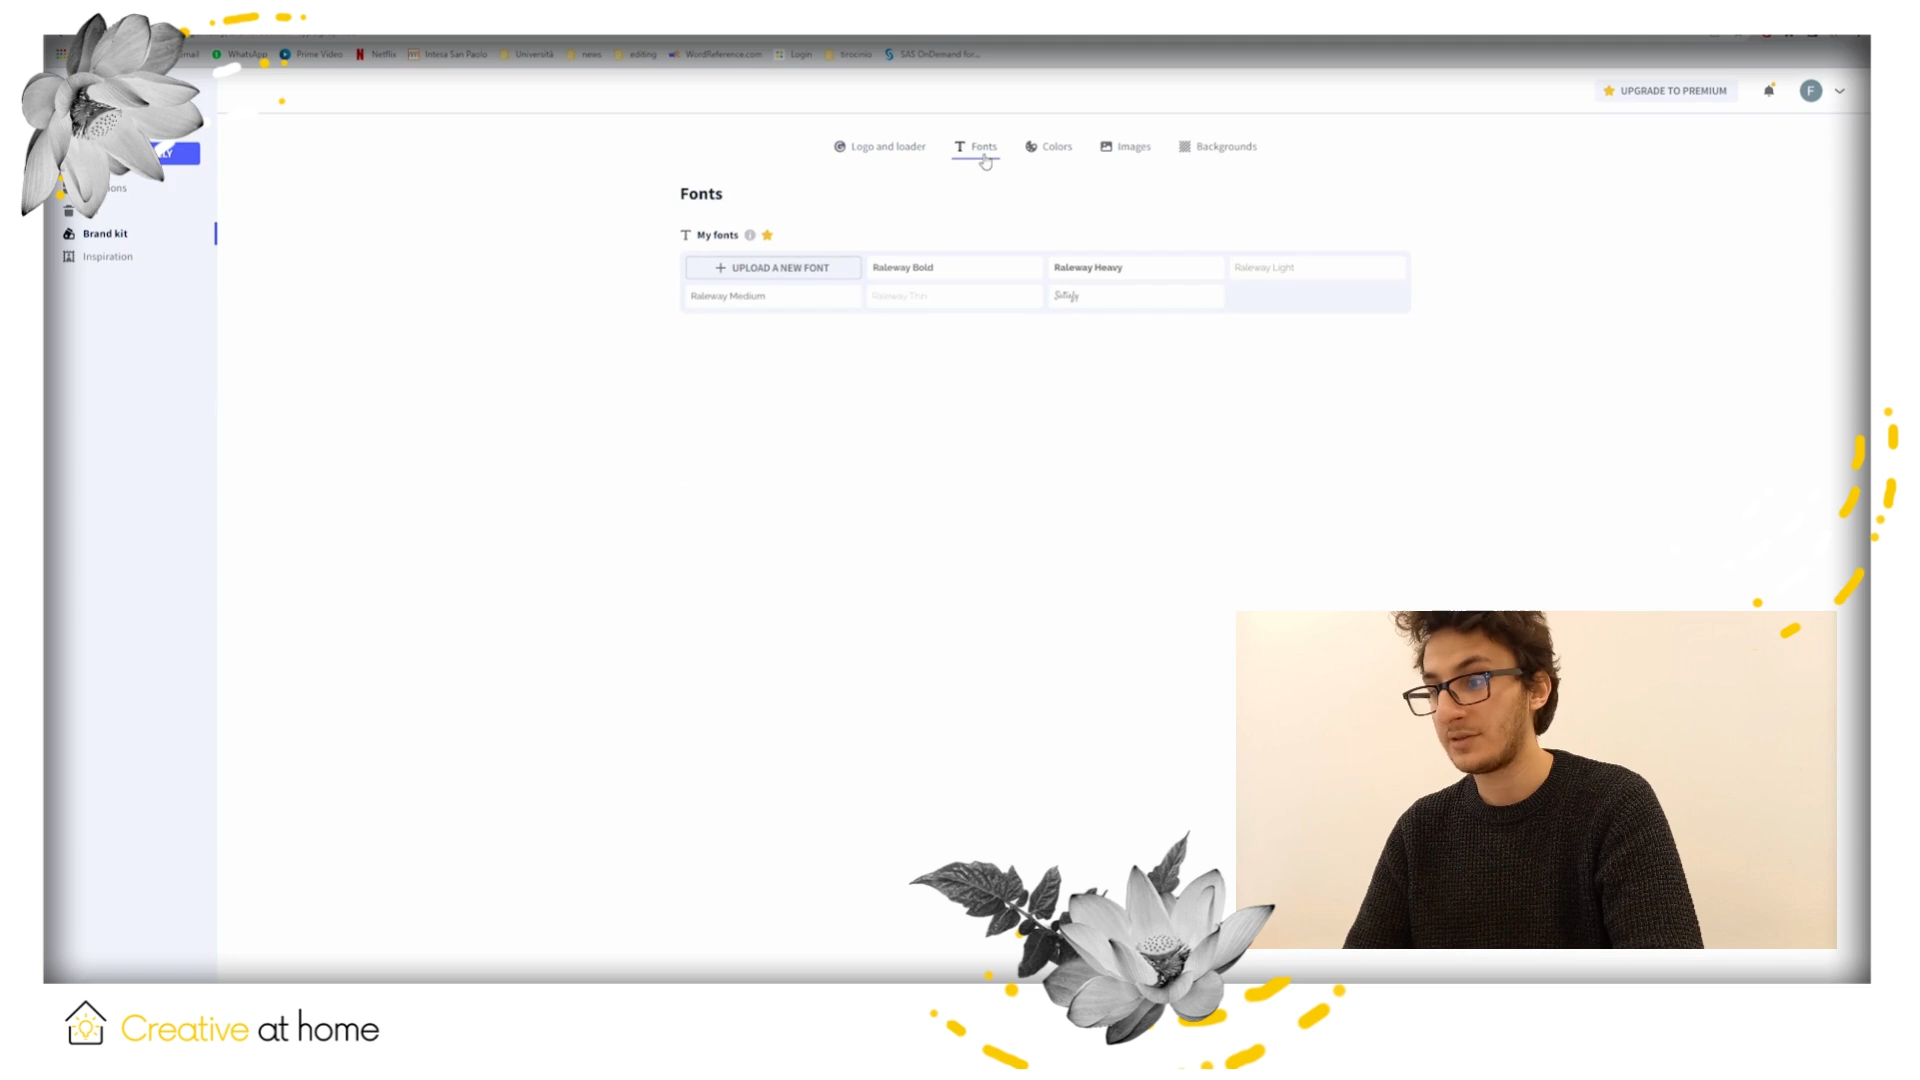 WhatsApp Prime Video Netflix Intesa San Paolo Università news editing WordReference.com Login tirocinio SAS OnDemand for...
UPGRADE TO PREMIUM F
Logo and loader Fonts Colors Images Backgrounds
Fonts
My fonts
UPLOAD A NEW FONT Raleway Bold Raleway Heavy Raleway Light
Raleway Medium Raleway Thin Satisfy
Brand kit
Inspiration
Creative at home